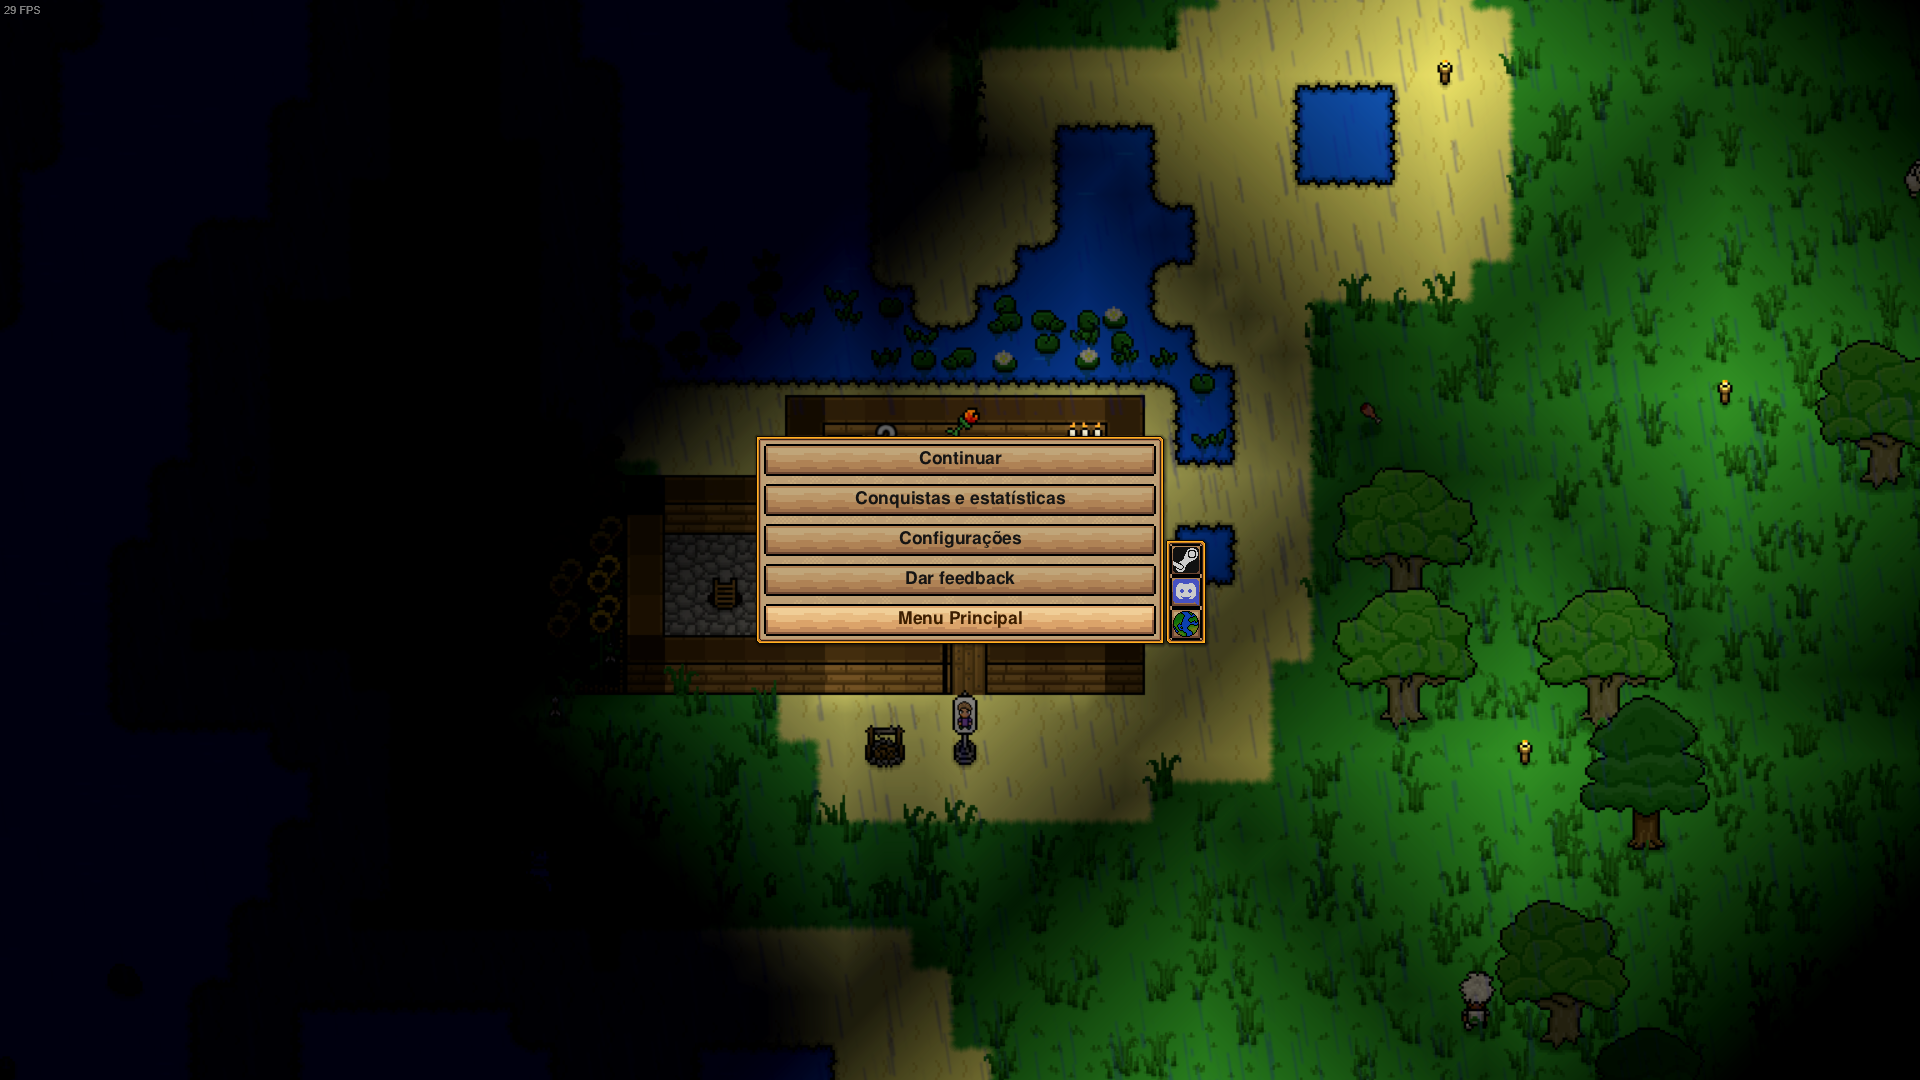 29 FPS
Continuar
Conquistas e estatísticas
Configurações
Dar feedback
Menu Principal